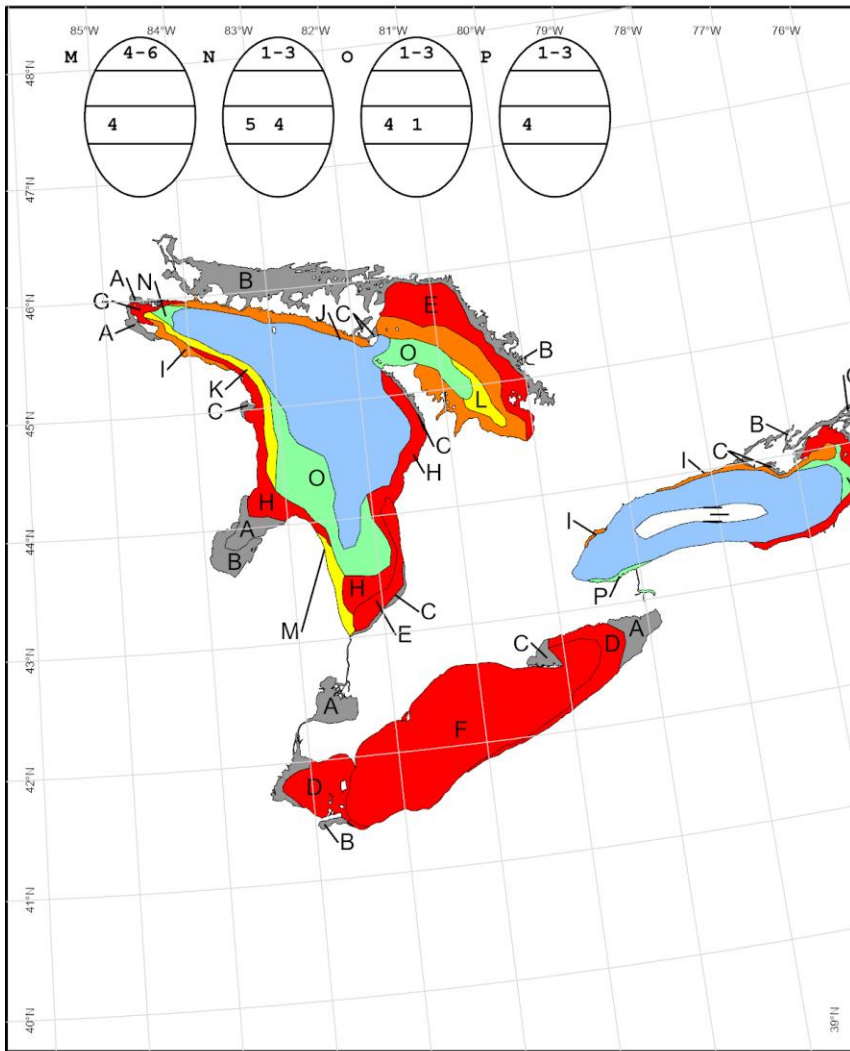 85°W 84°W 83°W 82°W 81°W 80°W 79°W 78°W 77°W 76°W
M 4-6 N 1-3 O 1-3 P 1-3
4 5 4 4 1 4
48°N
47°N
46°N
45°N
44°N
43°N
42°N
41°N
40°N
39°N
A N B J C E
G
A O B
I
K L
C C B
H C
I
O
H I
A
B P
H C
M E
C D A
A
F
D
B